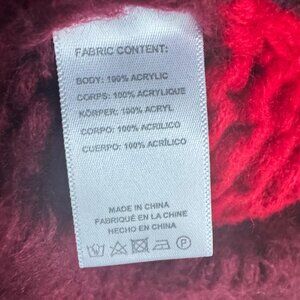 FABRIC CONTENT:
BODY: 100% ACRYLIC
CORPS: 100% ACRYLIQUE
KÖRPER: 100% ACRYL
CORPO: 100% ACRILICO
CUERPO: 100% ACRÍLICO
MADE IN CHINA
FABRIQUÉ EN LA CHINE
HECHO EN CHINA
P